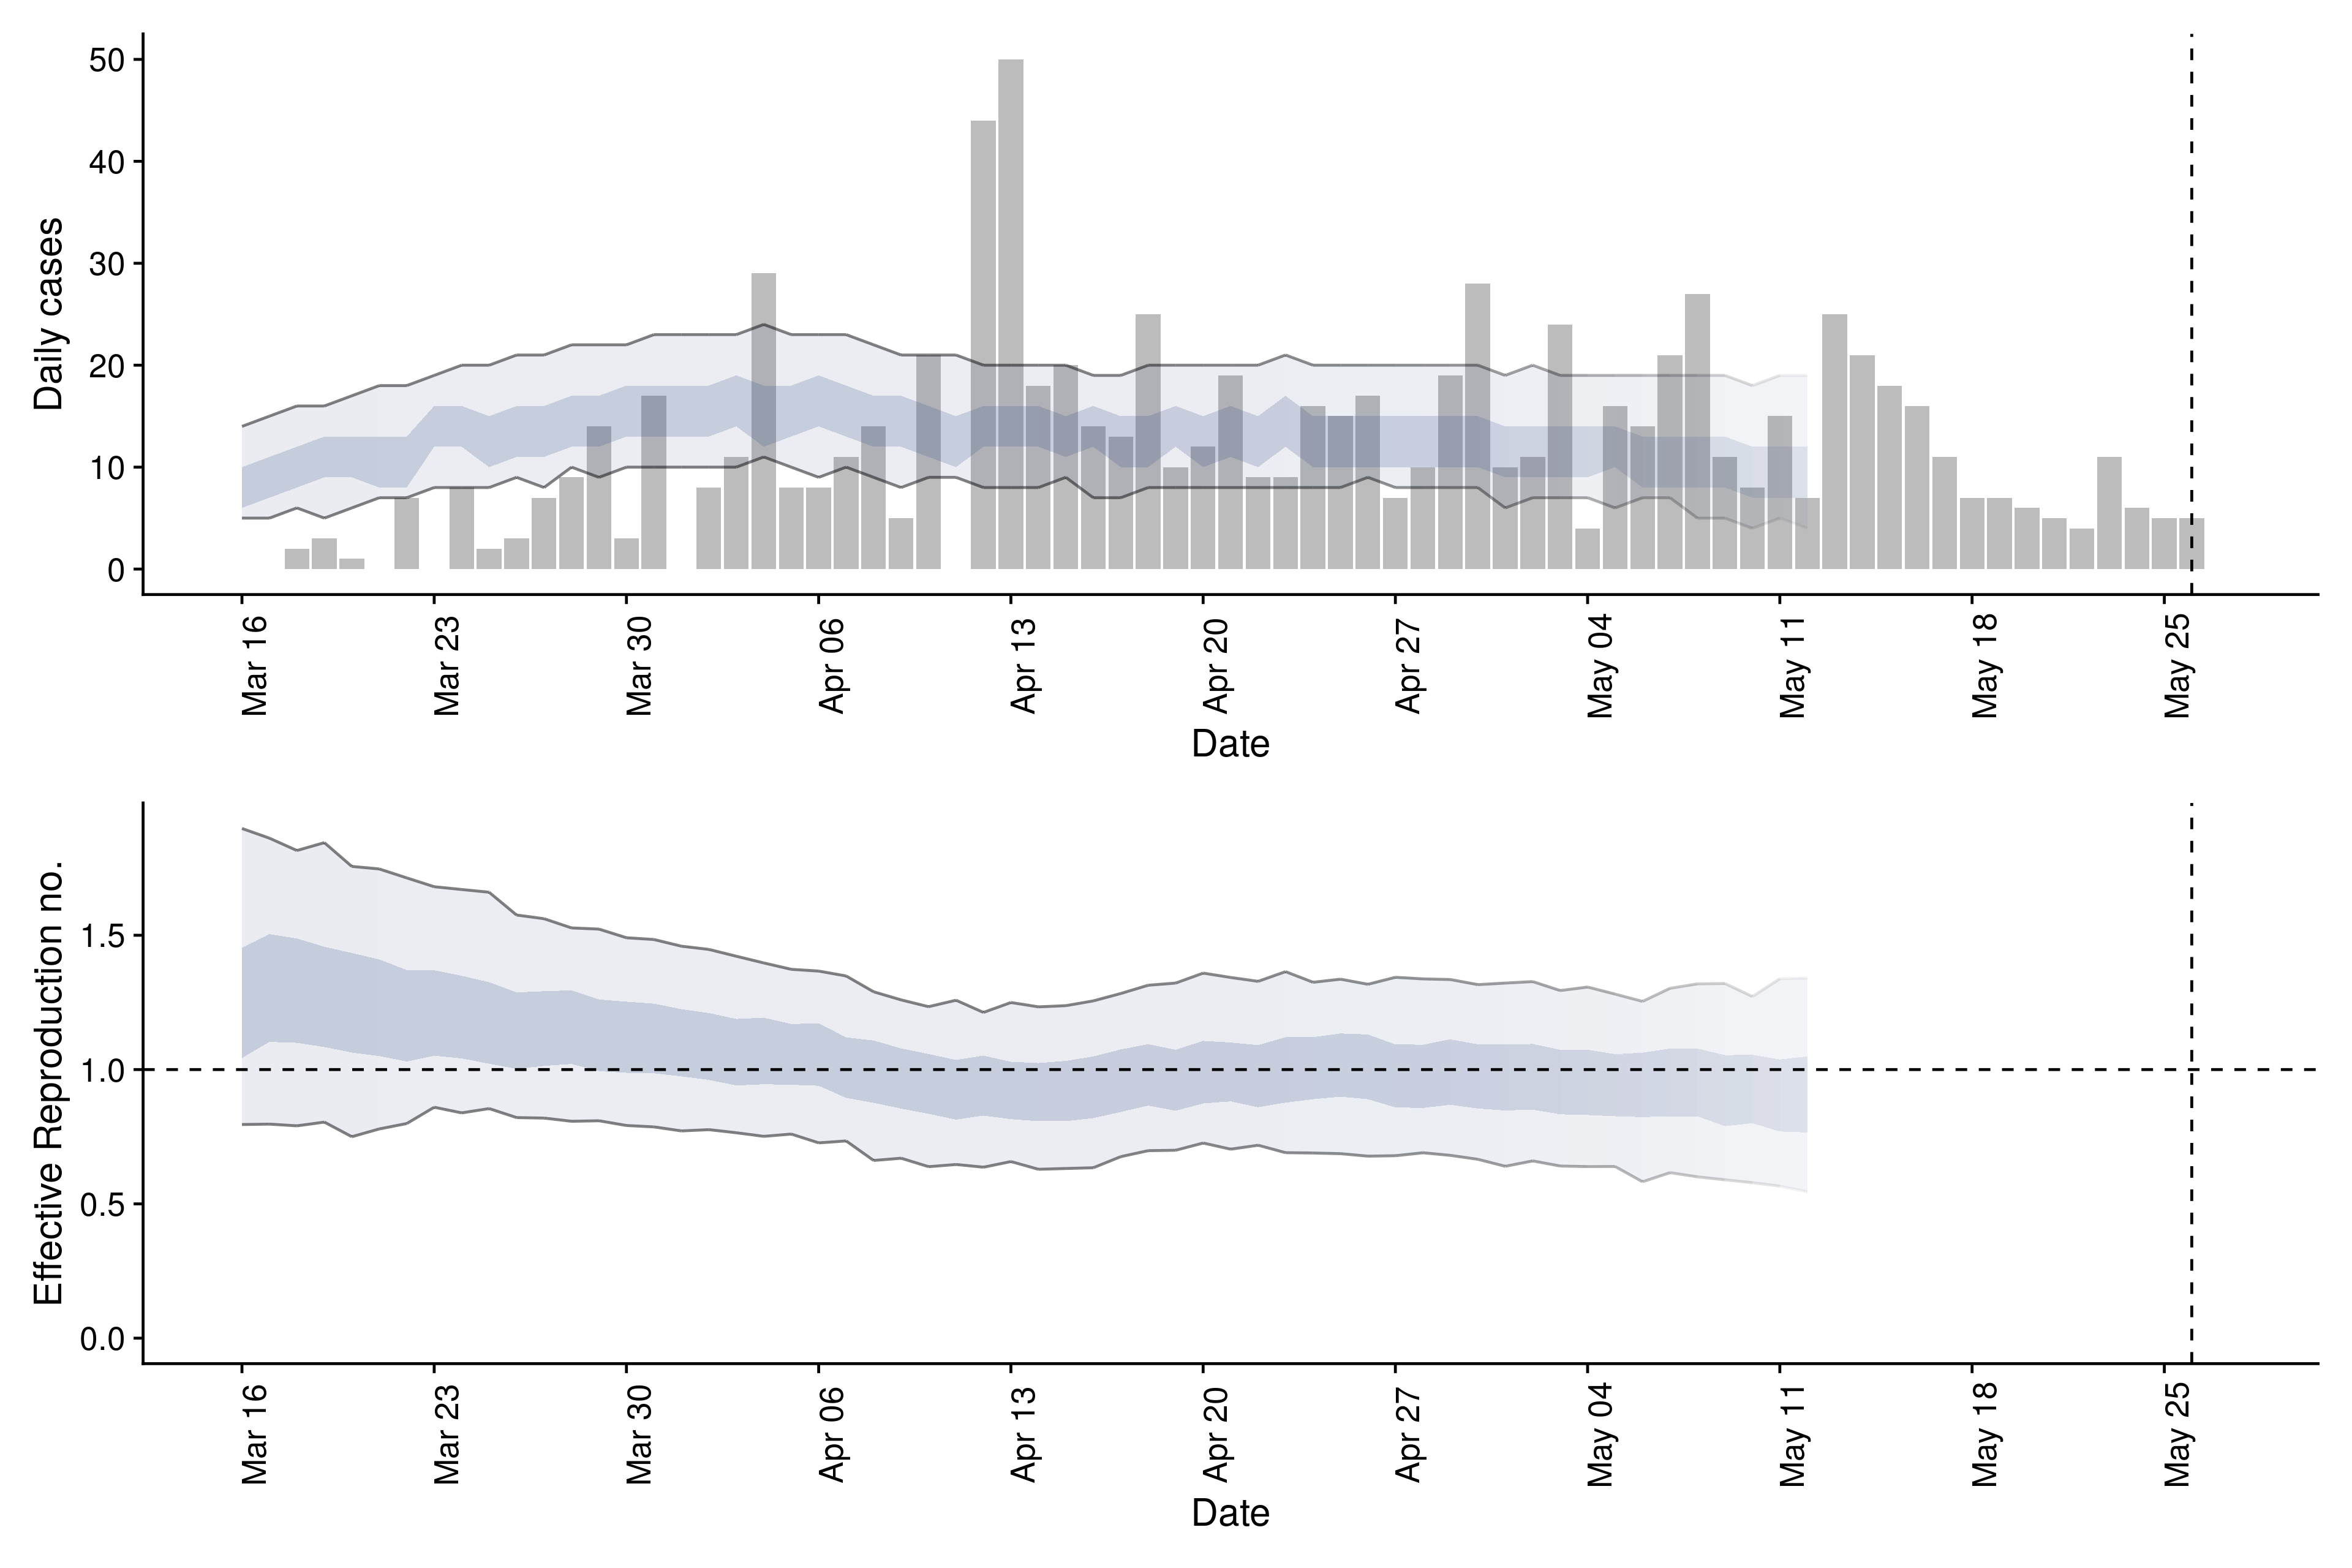 Daily cases
50
40
30
20
10
0
Mar 16
Mar 23
Mar 30
Apr 06
Apr 13
Apr 20
Apr 27
May 04
May 11
May 18
May 25
Date
Effective Reproduction no.
1.5
1.0
0.5
0.0
Mar 16
Mar 23
Mar 30
Apr 06
Apr 13
Apr 20
Apr 27
May 04
May 11
May 18
May 25
Date